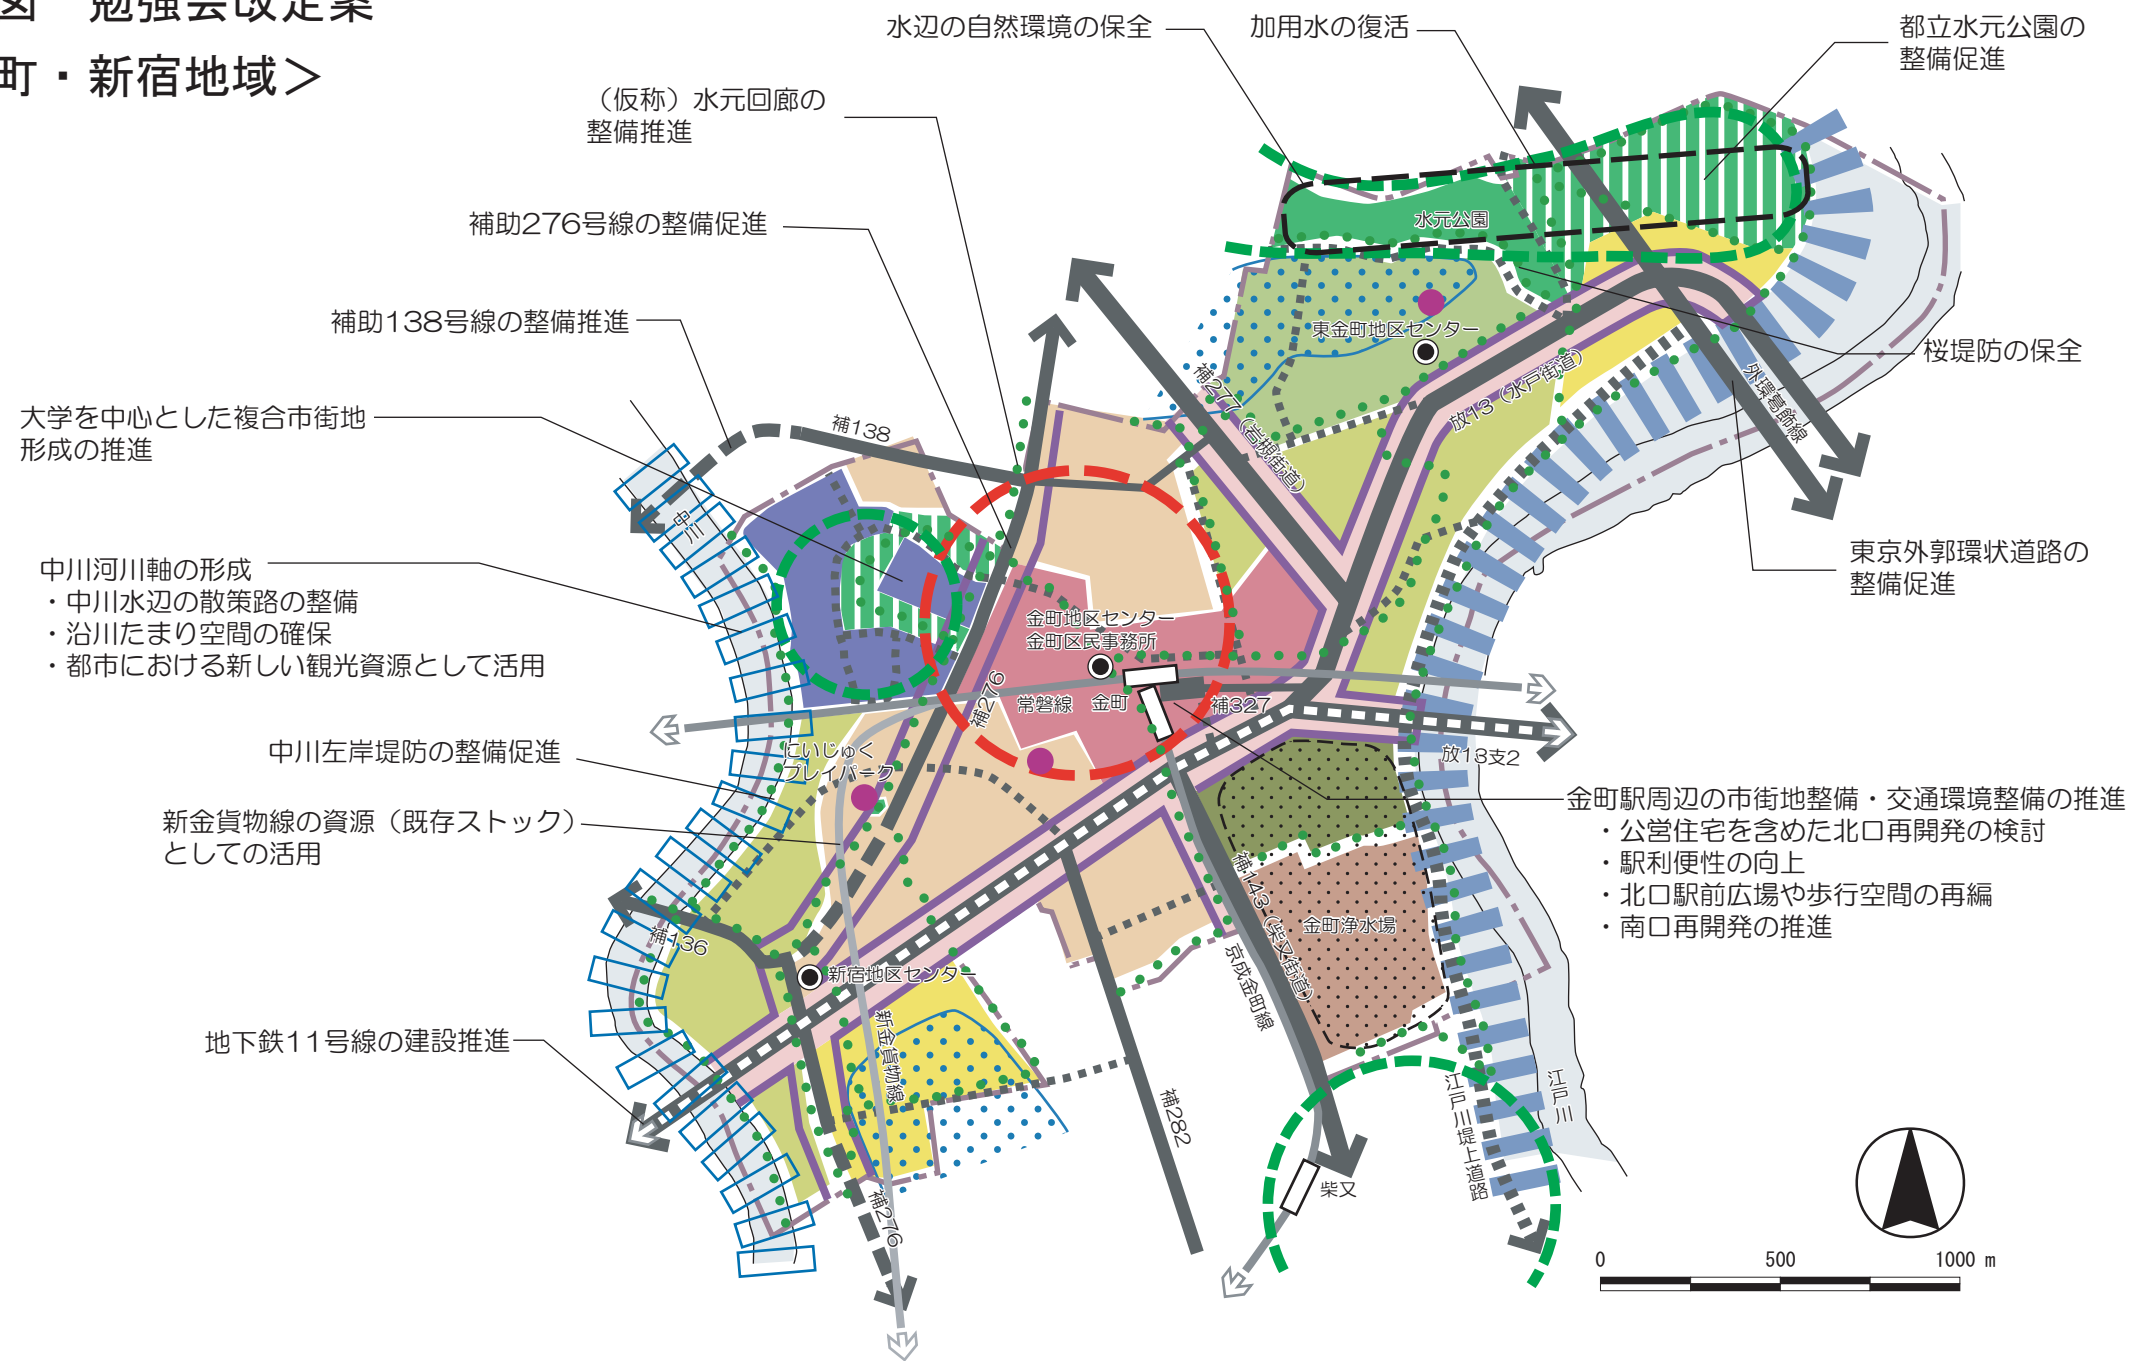 図 勉強会改定案
町・新宿地域＞
水辺の自然環境の保全
加用水の復活
都立水元公園の
整備促進
（仮称）水元回廊の
整備推進
補助276号線の整備促進
補助138号線の整備推進
大学を中心とした複合市街地
形成の推進
中川河川軸の形成
・中川水辺の散策路の整備
・沿川たまり空間の確保
・都市における新しい観光資源として活用
中川左岸堤防の整備促進
新金貨物線の資源（既存ストック）
としての活用
地下鉄11号線の建設推進
桜堤防の保全
東京外郭環状道路の
整備促進
金町駅周辺の市街地整備・交通環境整備の推進
・公営住宅を含めた北口再開発の検討
・駅利便性の向上
・北口駅前広場や歩行空間の再編
・南口再開発の推進
水元公園
東金町地区センター
補277（岩槻街道）
放13（水戸街道）
外環葛飾線
補138
中川
金町地区センター
金町区民事務所
補276
常磐線
金町
補327
放13支2
にいじゅく
プレイパーク
補136
新宿地区センター
新金貨物線
補143（柴又街道）
京成金町線
金町浄水場
補282
補276
柴又
江戸川堤上道路
江戸川
0 500 1000 m